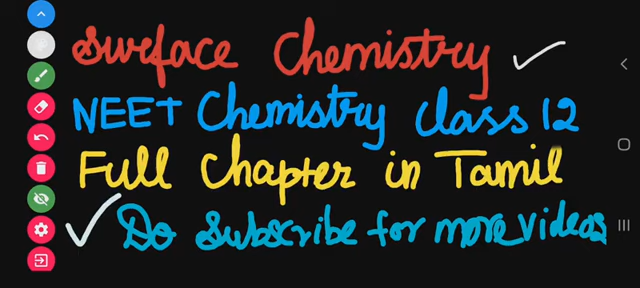 Surface Chemistry
NEET Chemistry class 12
Full Chapter in Tamil
Do Subscribe for more videos